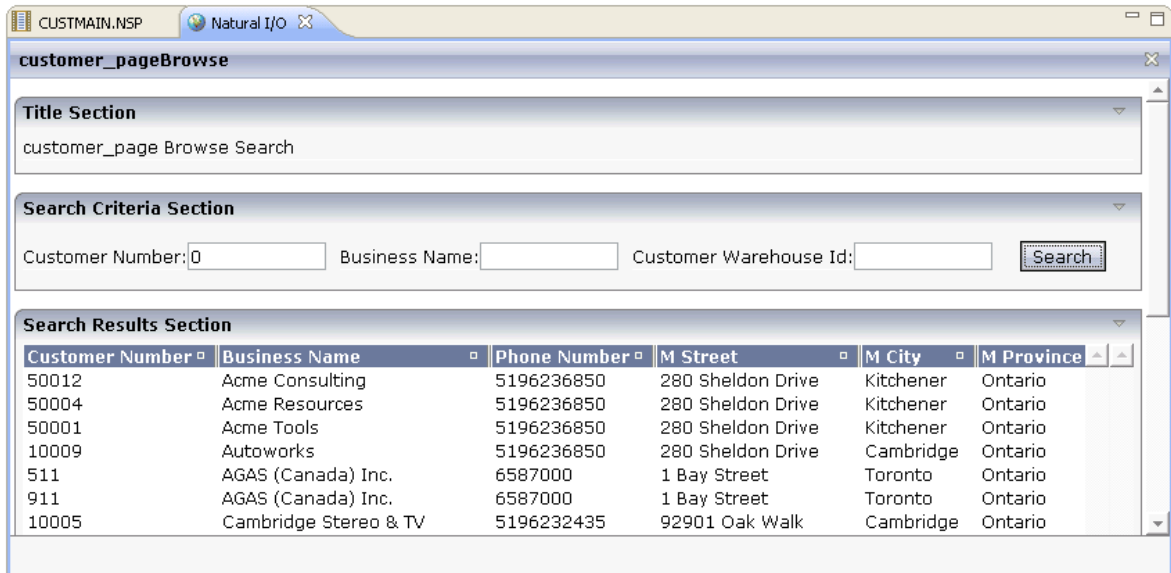 CUSTMAIN.NSP Natural I/O
customer_pageBrowse
Title Section
customer_page Browse Search
Search Criteria Section
Customer Number: 0 Business Name: Customer Warehouse Id: Search
Search Results Section
Customer Number Business Name Phone Number M Street M City M Province
50012 Acme Consulting 5196236850 280 Sheldon Drive Kitchener Ontario
50004 Acme Resources 5196236850 280 Sheldon Drive Kitchener Ontario
50001 Acme Tools 5196236850 280 Sheldon Drive Kitchener Ontario
10009 Autoworks 5196236850 280 Sheldon Drive Cambridge Ontario
511 AGAS (Canada) Inc. 6587000 1 Bay Street Toronto Ontario
911 AGAS (Canada) Inc. 6587000 1 Bay Street Toronto Ontario
10005 Cambridge Stereo & TV 5196232435 92901 Oak Walk Cambridge Ontario